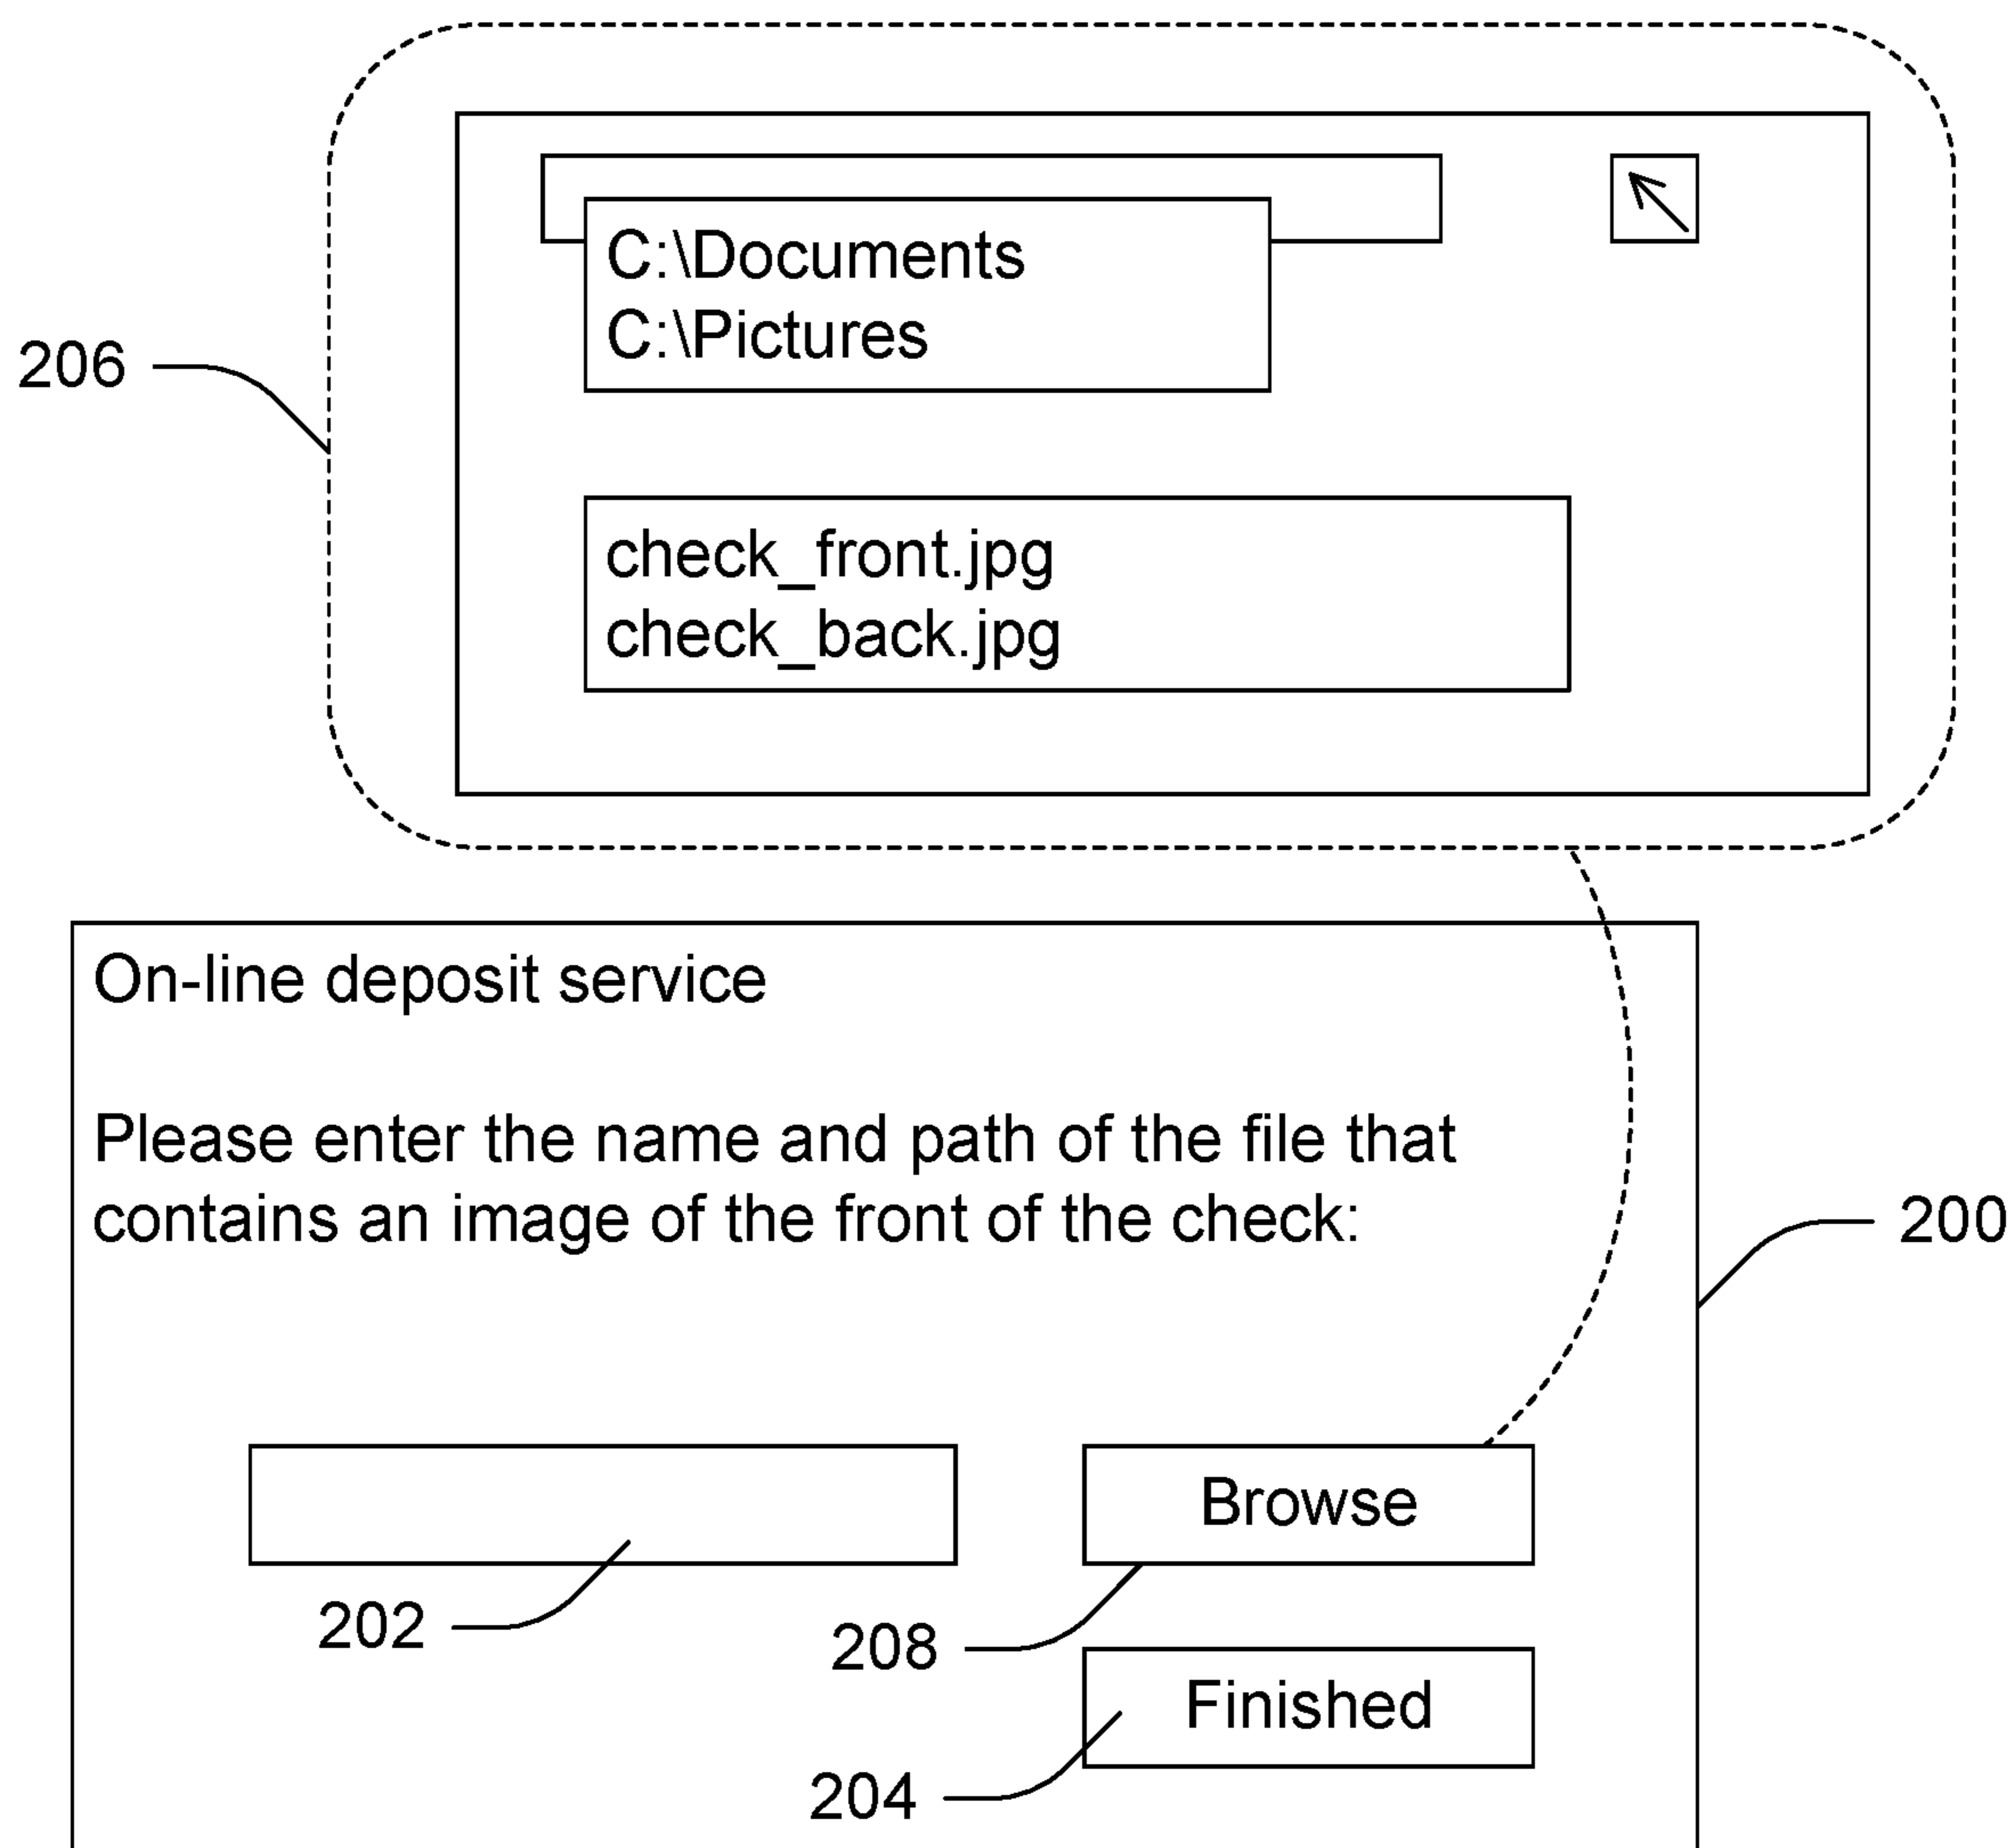 C:\Documents
C:\Pictures
206
check_front.jpg
check_back.jpg
On-line deposit service
Please enter the name and path of the file that
contains an image of the front of the check:
200
Browse
202
208
Finished
204